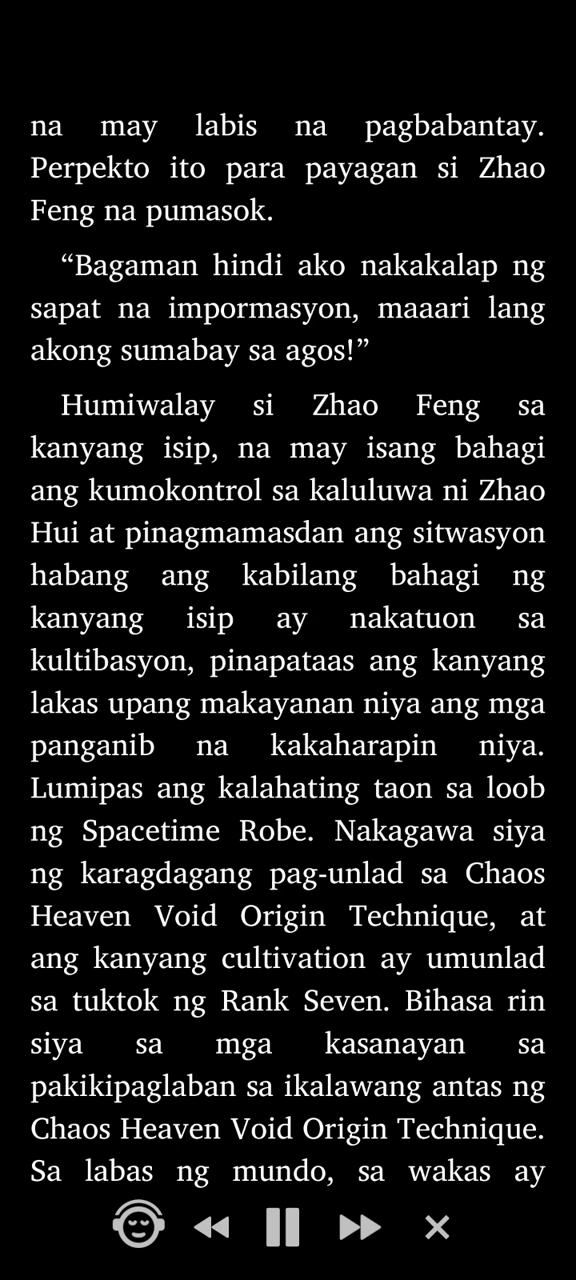 na may labis na pagbabantay.
Perpekto ito para payagan si Zhao
Feng na pumasok.
“Bagaman hindi ako nakakalap ng
sapat na impormasyon, maaari lang
akong sumabay sa agos!”
Humiwalay si Zhao Feng sa
kanyang isip, na may isang bahagi
ang kumokontrol sa kaluluwa ni Zhao
Hui at pinagmamasdan ang sitwasyon
habang ang kabilang bahagi ng
kanyang isip ay nakatuon sa
kultibasyon, pinapataas ang kanyang
lakas upang makayanan niya ang mga
panganib na kakaharapin niya.
Lumipas ang kalahating taon sa loob
ng Spacetime Robe. Nakagawa siya
ng karagdagang pag-unlad sa Chaos
Heaven Void Origin Technique, at
ang kanyang cultivation ay umunlad
sa tuktok ng Rank Seven. Bihasa rin
siya sa mga kasanayan sa
pakikipaglaban sa ikalawang antas ng
Chaos Heaven Void Origin Technique.
Sa labas ng mundo, sa wakas ay